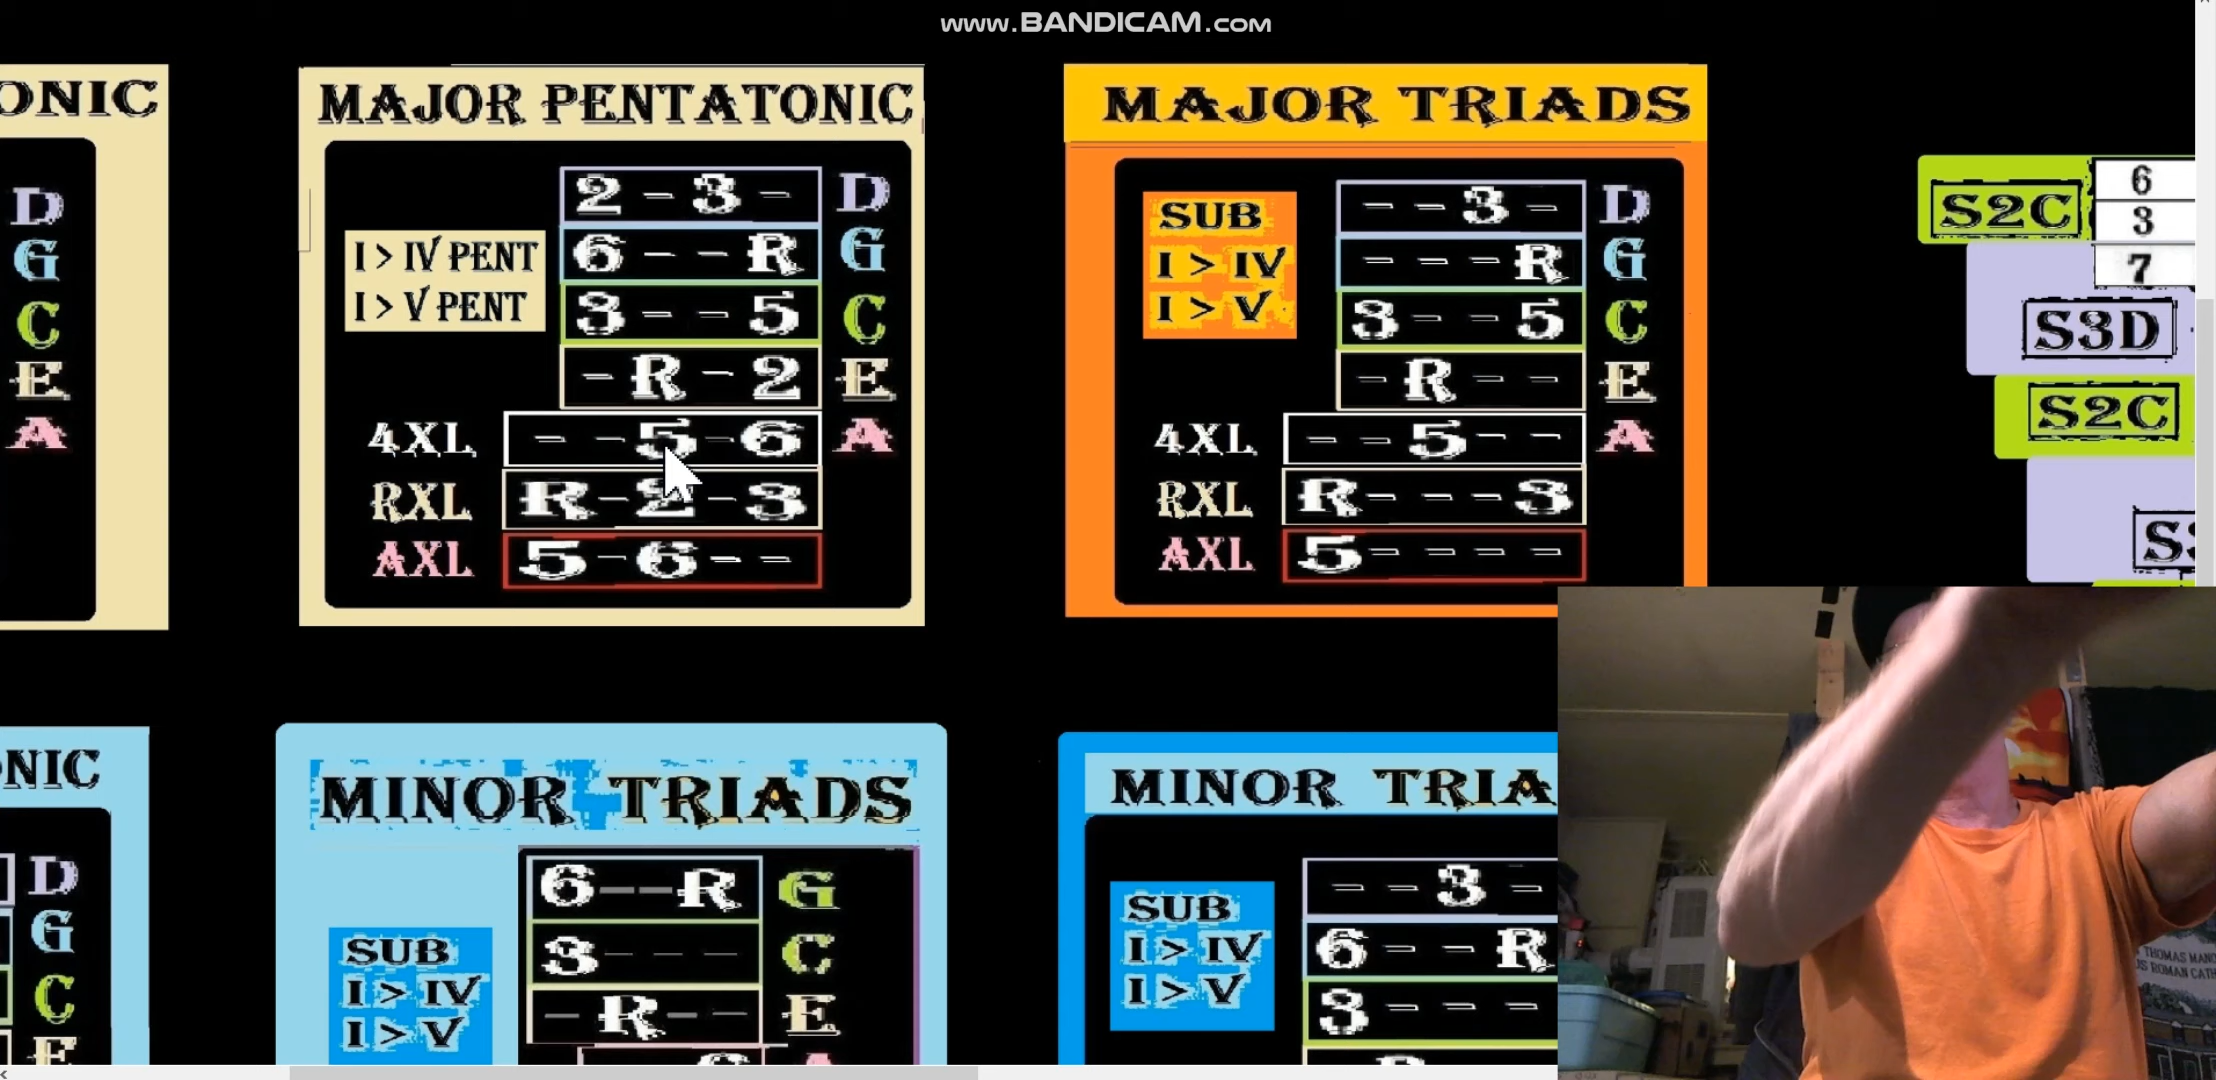 www.BANDICAM.com
ONIC
D
G
C
E
A
MAJOR PENTATONIC
I > IV PENT
I > V PENT
2 - 3 - D
6 - - R G
3 - - 5 C
- R - 2 E
4XL - - 5 - 6 A
RXL R - 2 - 3
AXL 5 - 6 - -
MAJOR TRIADS
SUB
I > IV
I > V
- - 3 - D
- - - R G
3 - - 5 C
- R - - E
4XL - - 5 - - A
RXL R - - - 3
AXL 5 - - - -
S2C
6
3
7
S3D
S2C
NIC
D
G
C
E
MINOR TRIADS
SUB
I > IV
I > V
6 - - R G
3 - - - C
- R - - E
MINOR TRIA
SUB
I > IV
I > V
- - 3 -
6 - - R
3 - - -
THOMAS
ROMAN